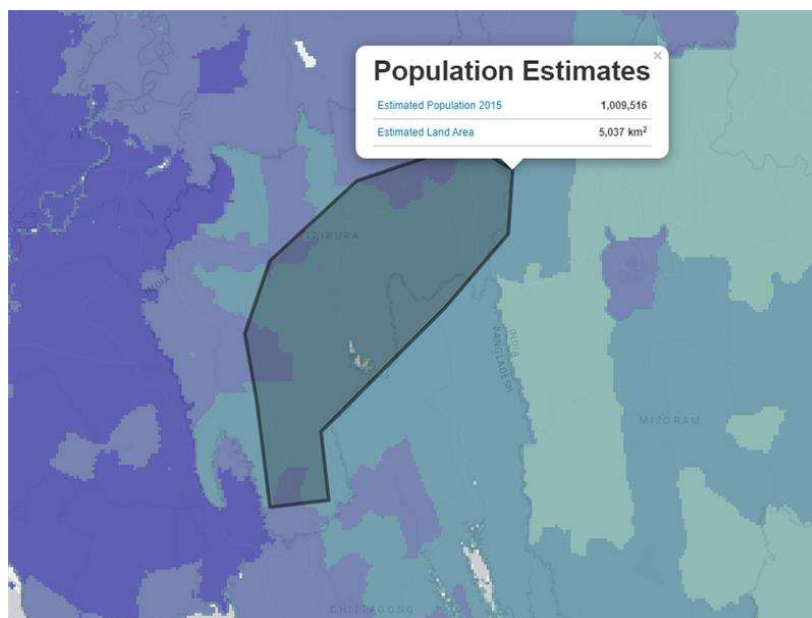 Population Estimates
×
Estimated Population 2015 1,009,516
Estimated Land Area 5,037 km²
TRIPURA
INDIA
INDIA
BANGLADESH
MIZORAM
CHITTAGONG